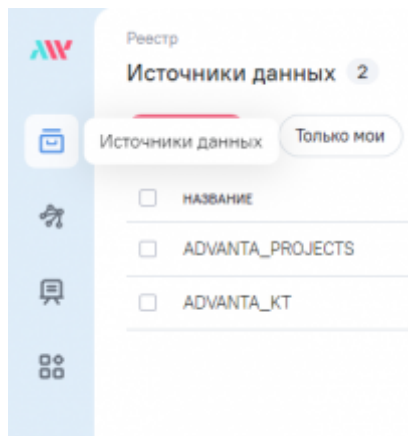 Реестр
Источники данных 2
Источники данных
Только мои
НАЗВАНИЕ
ADVANTA_PROJECTS
ADVANTA_KT